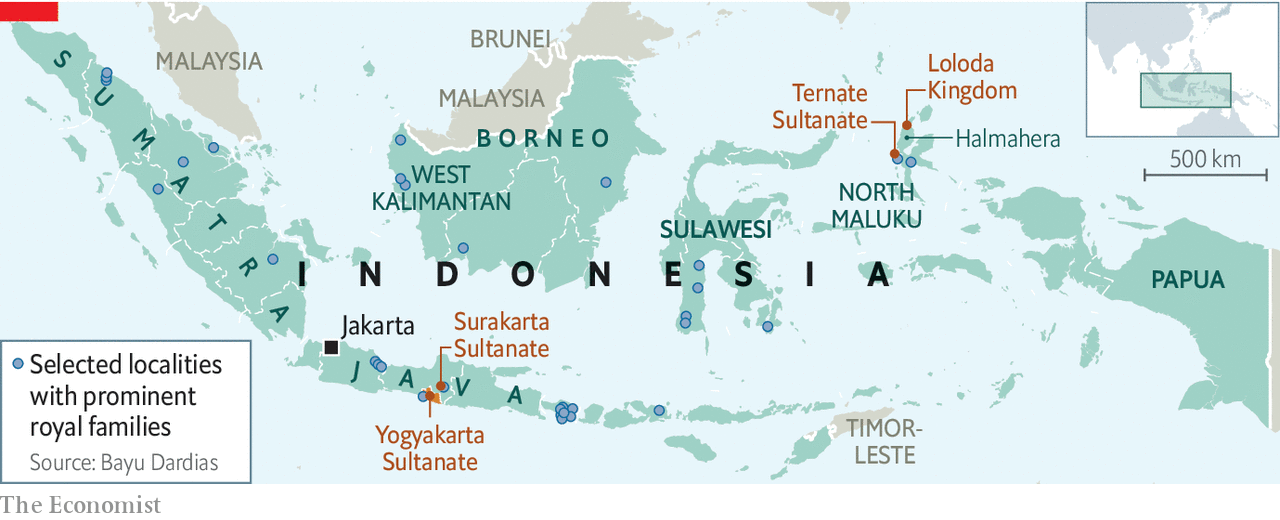 MALAYSIA
BRUNEI
MALAYSIA
BORNEO
SUMATRA
WEST
KALIMANTAN
SULAWESI
Ternate
Sultanate
Loloda
Kingdom
Halmahera
NORTH
MALUKU
500 km
INDONESIA
PAPUA
Jakarta
Surakarta
Sultanate
JAVA
Yogyakarta
Sultanate
TIMOR-
LESTE
Selected localities
with prominent
royal families
Source: Bayu Dardias
The Economist